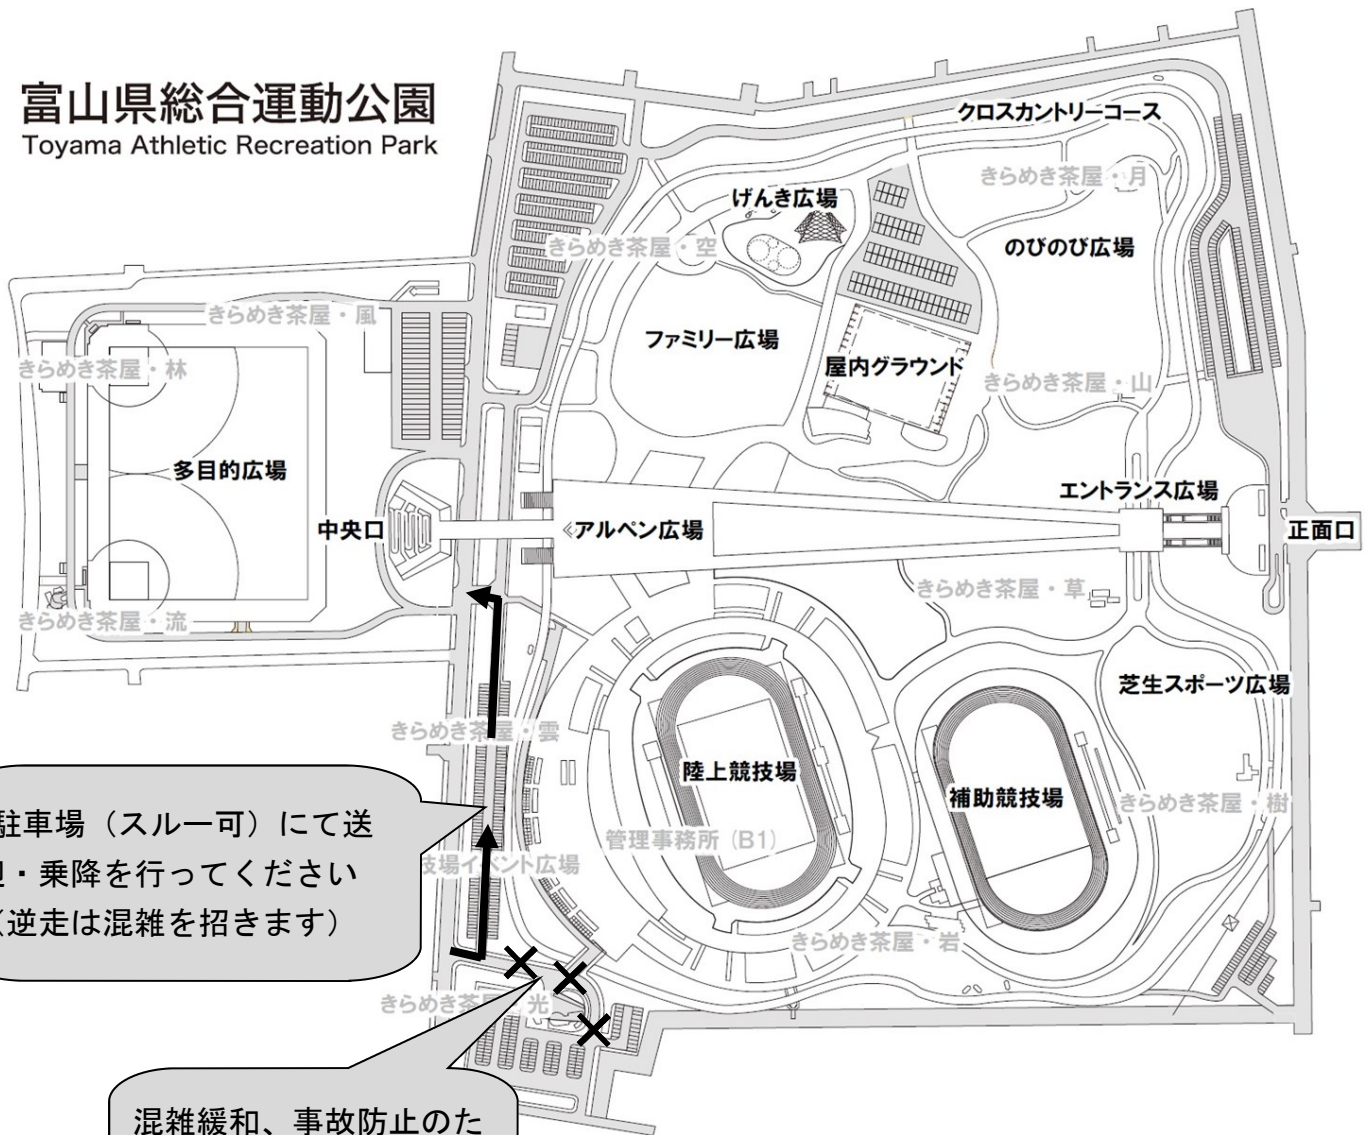 富山県総合運動公園
Toyama Athletic Recreation Park
クロスカントリーコース
きらめき茶屋・月
げんき広場
のびのび広場
きらめき茶屋・空
きらめき茶屋・風
ファミリー広場
屋内グラウンド
きらめき茶屋・林
きらめき茶屋・山
多目的広場
エントランス広場
中央口
≪アルペン広場
正面口
きらめき茶屋・草
きらめき茶屋・流
芝生スポーツ広場
きらめき茶屋・雲
陸上競技場
補助競技場
きらめき茶屋・樹
駐車場（スルー可）にて送
・乗降を行ってください
（逆走は混雑を招きます）
管理事務所 (B1)
技場イベント広場
きらめき茶屋・岩
きらめき茶屋 光
混雑緩和、事故防止のた